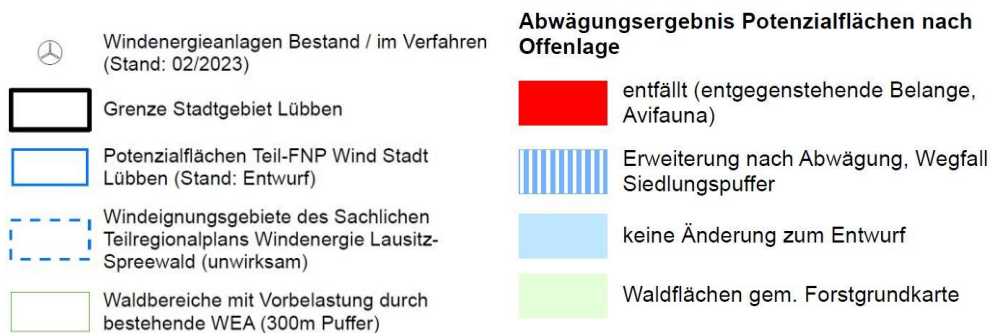 Windenergieanlagen Bestand / im Verfahren
(Stand: 02/2023)
Grenze Stadtgebiet Lübben
Potenzialflächen Teil-FNP Wind Stadt
Lübben (Stand: Entwurf)
Windeignungsgebiete des Sachlichen
Teilregionalplans Windenergie Lausitz-
Spreewald (unwirksam)
Waldbereiche mit Vorbelastung durch
bestehende WEA (300m Puffer)
Abwägungsergebnis Potenzialflächen nach
Offenlage
entfällt (entgegenstehende Belange,
Avifauna)
Erweiterung nach Abwägung, Wegfall
Siedlungspuffer
keine Änderung zum Entwurf
Waldflächen gem. Forstgrundkarte